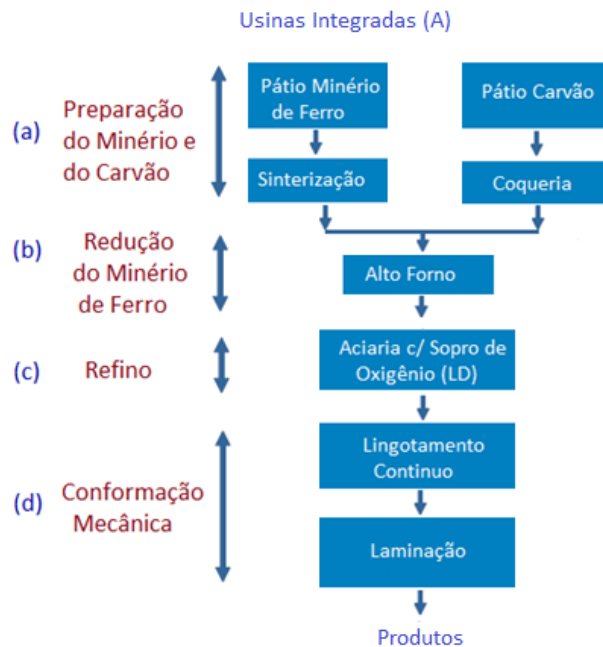 Usinas Integradas (A)
(a)
Preparação
do Minério e
do Carvão
Pátio Minério
de Ferro
Pátio Carvão
Sinterização
Coqueria
(b)
Redução
do Minério
de Ferro
Alto Forno
(c)
Refino
Aciaria c/ Sopro de
Oxigênio (LD)
(d)
Conformação
Mecânica
Lingotamento
Continuo
Laminação
Produtos